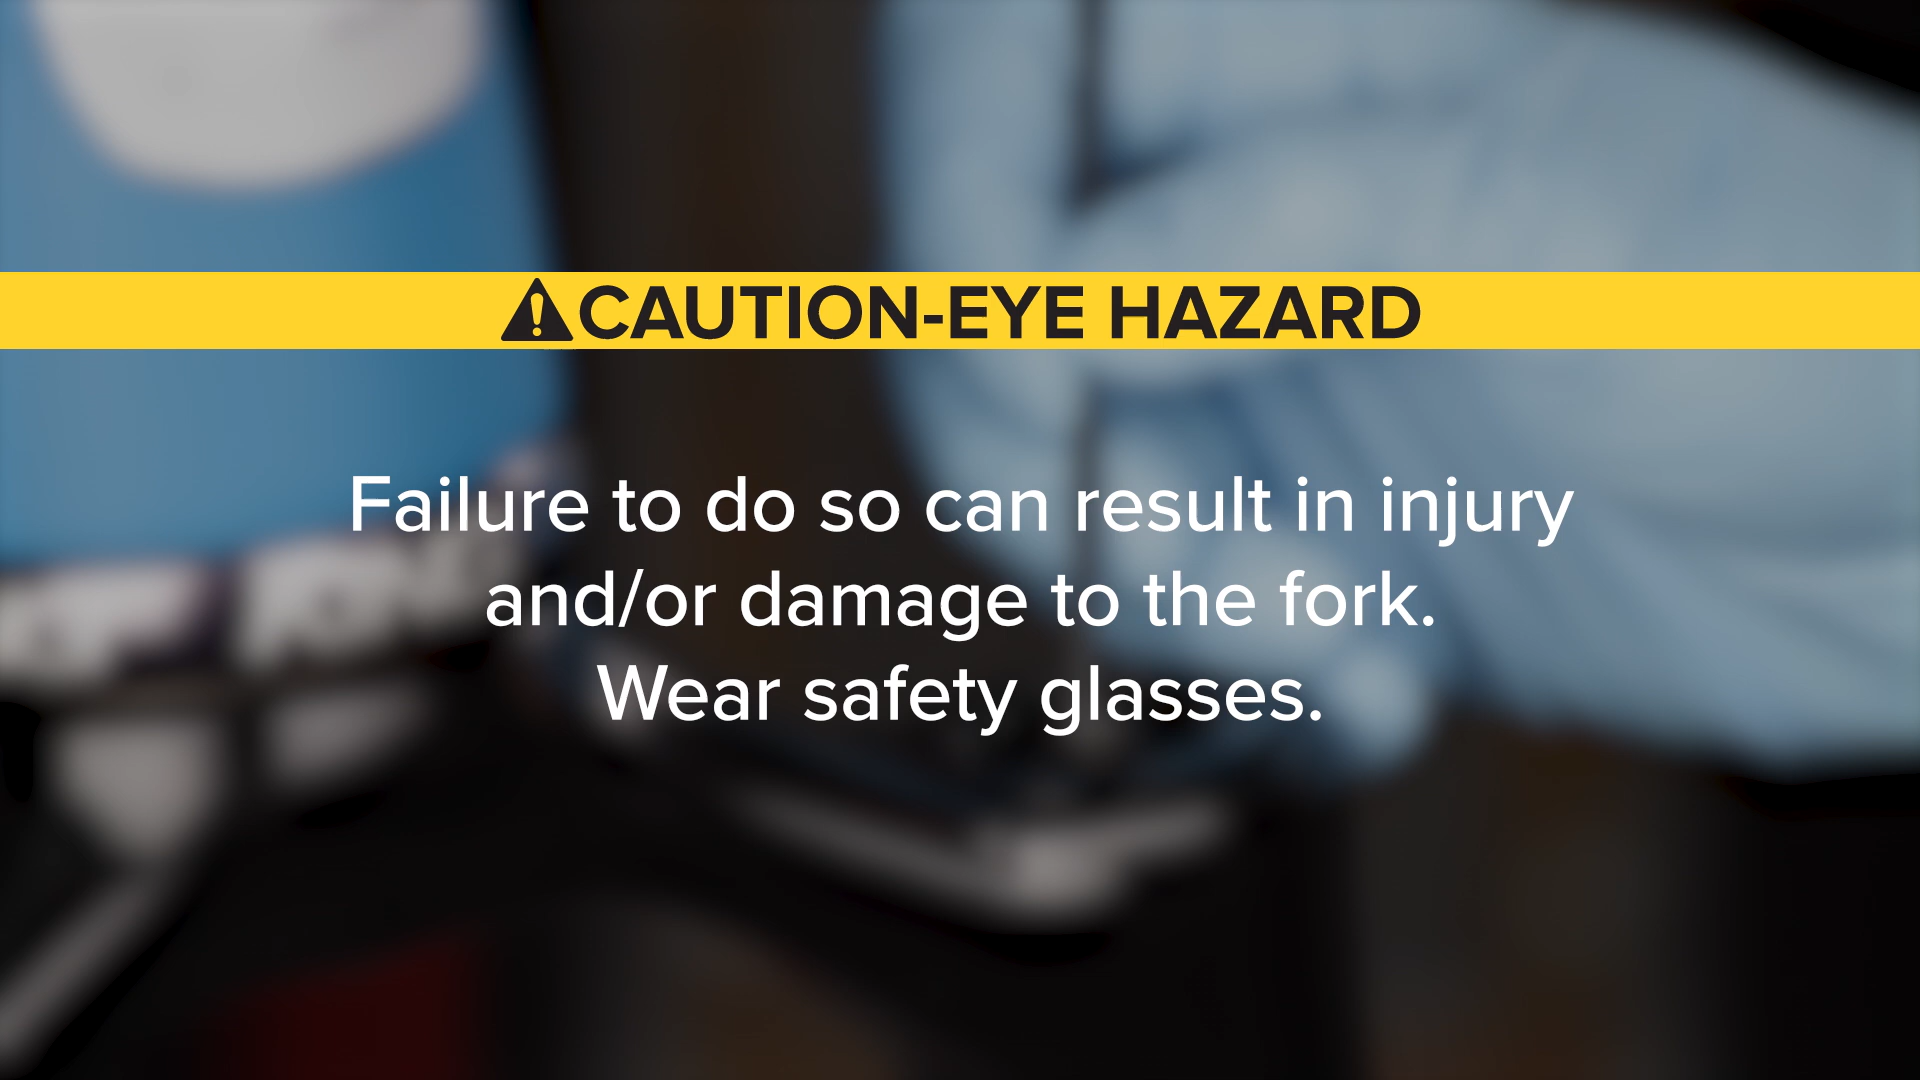 CAUTION-EYE HAZARD
Failure to do so can result in injury
and/or damage to the fork.
Wear safety glasses.